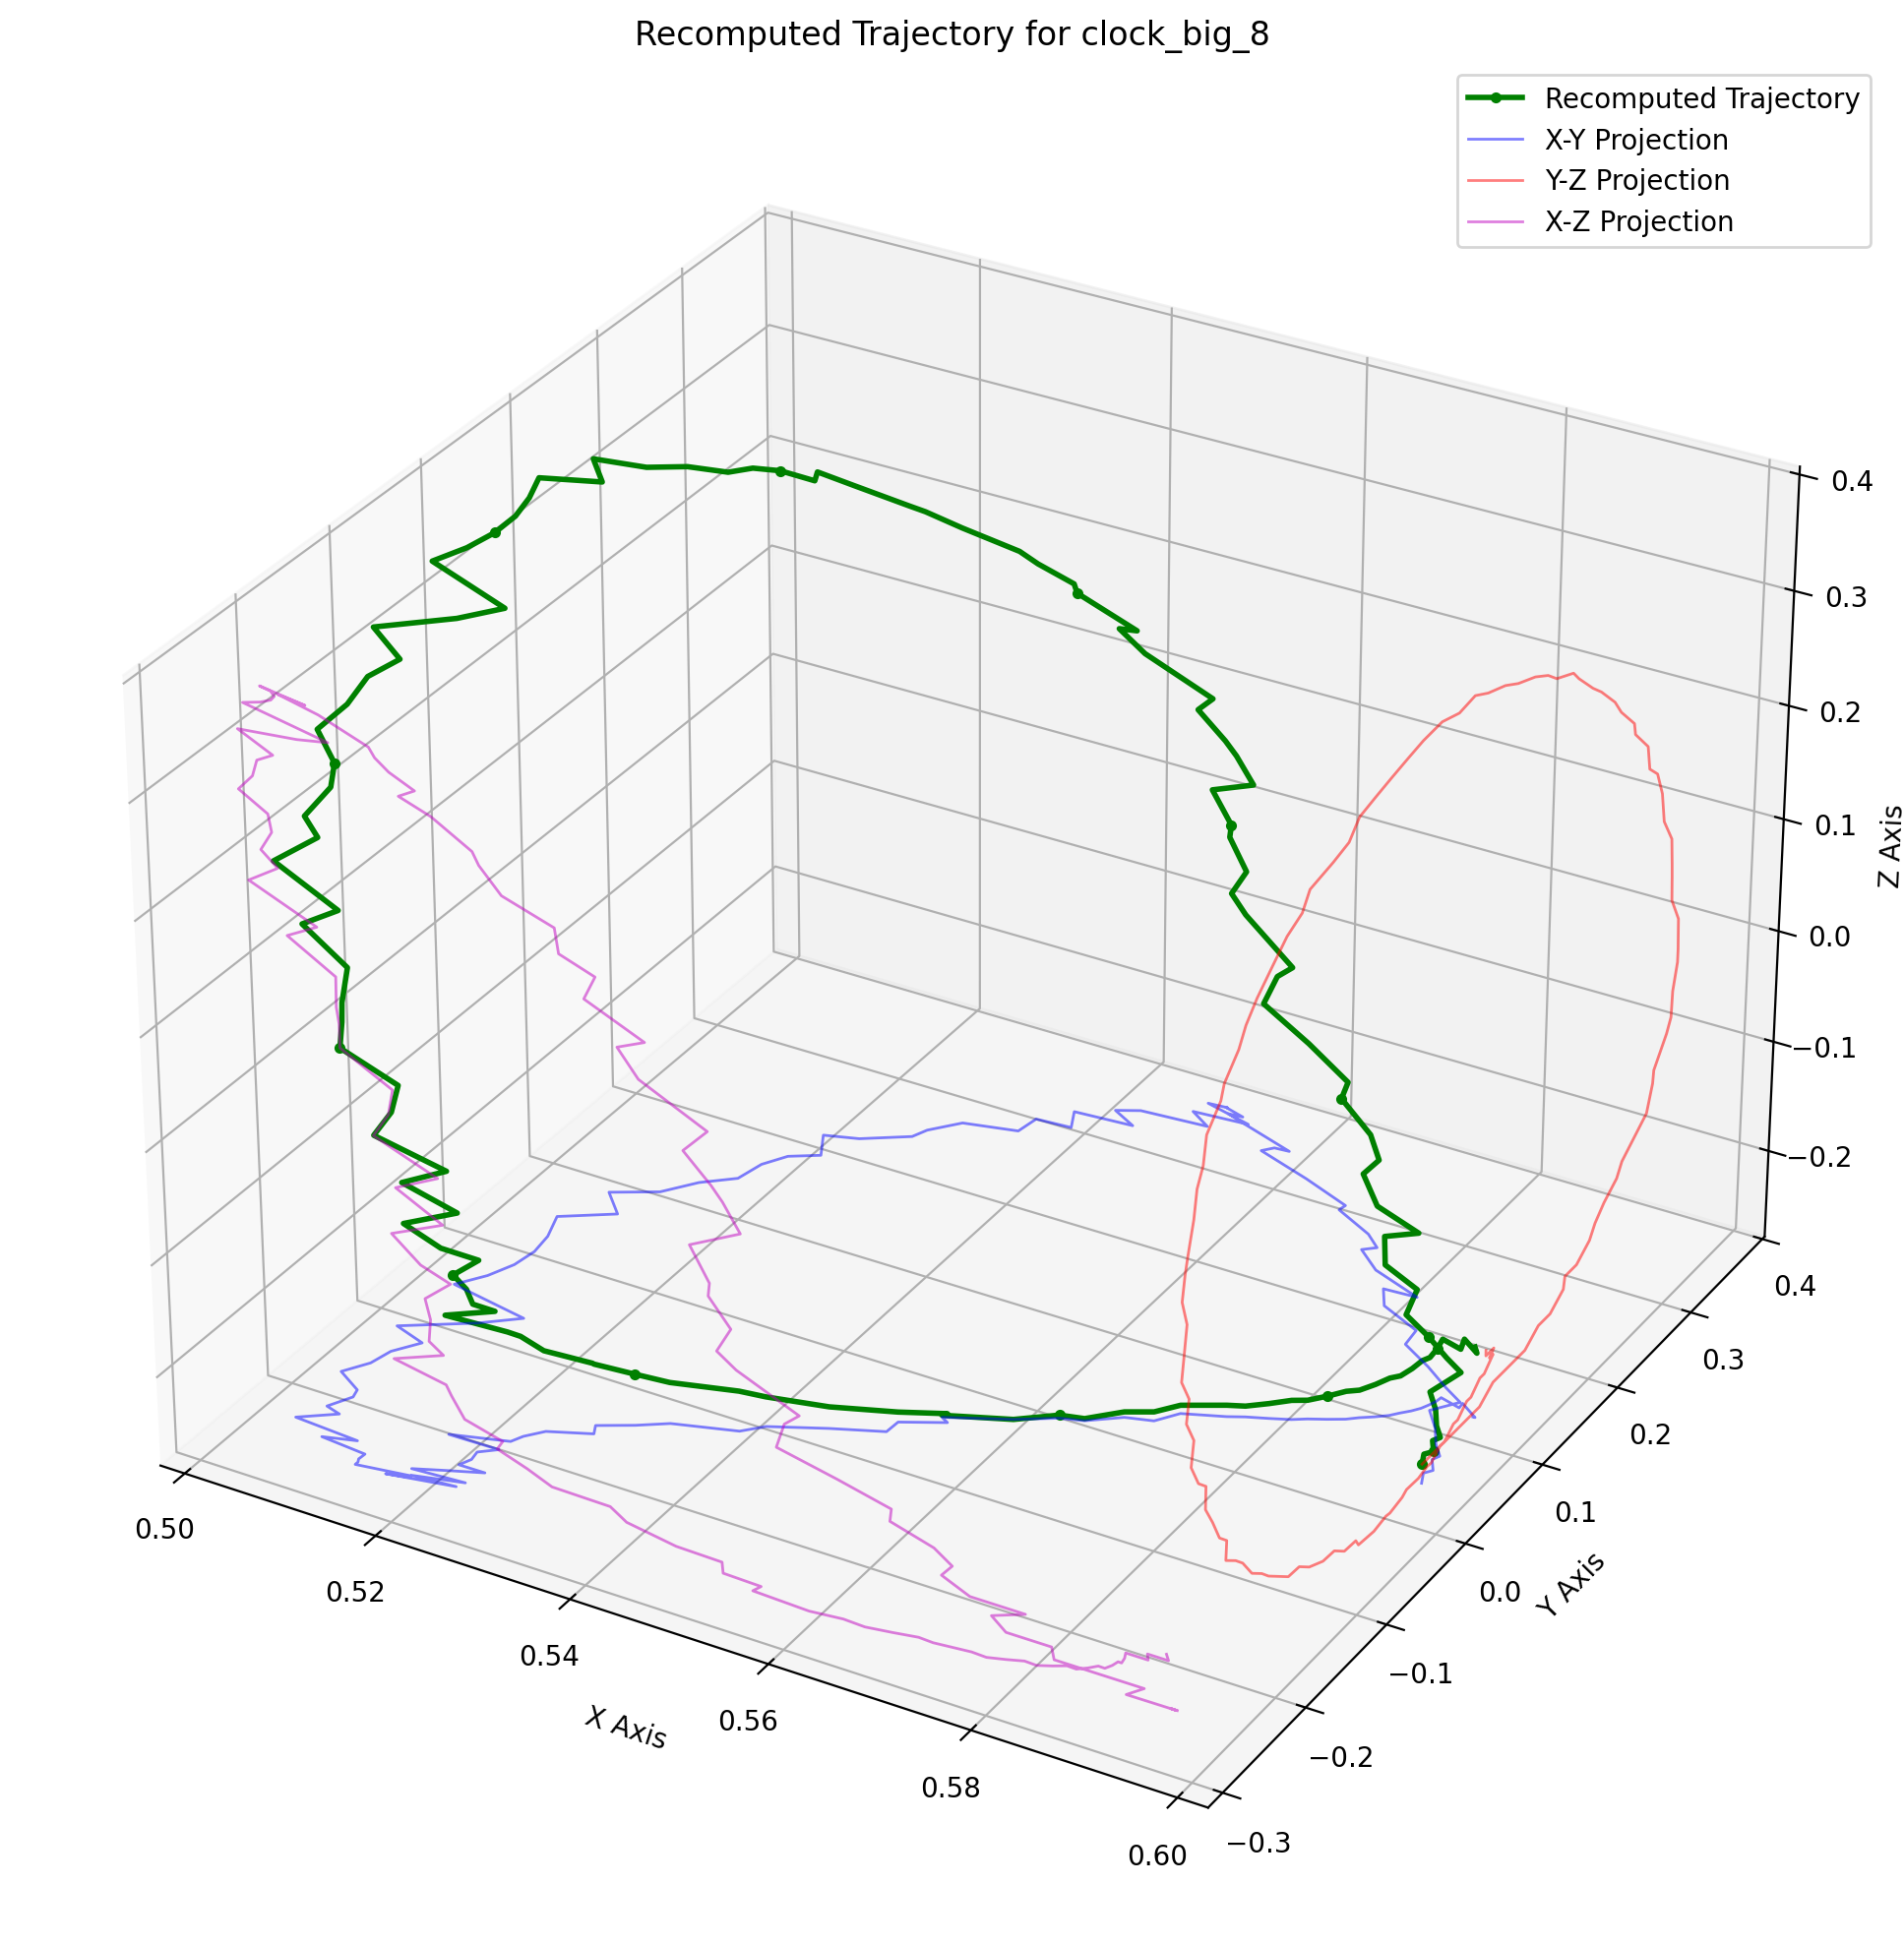 Recomputed Trajectory for clock_big_8
Recomputed Trajectory
X-Y Projection
Y-Z Projection
X-Z Projection
0.4
0.3
0.2
0.1
0.0
−0.1
−0.2
Z Axis
0.4
0.3
0.2
0.1
0.0
−0.1
−0.2
−0.3
Y Axis
0.50
0.52
0.54
0.56
0.58
0.60
X Axis